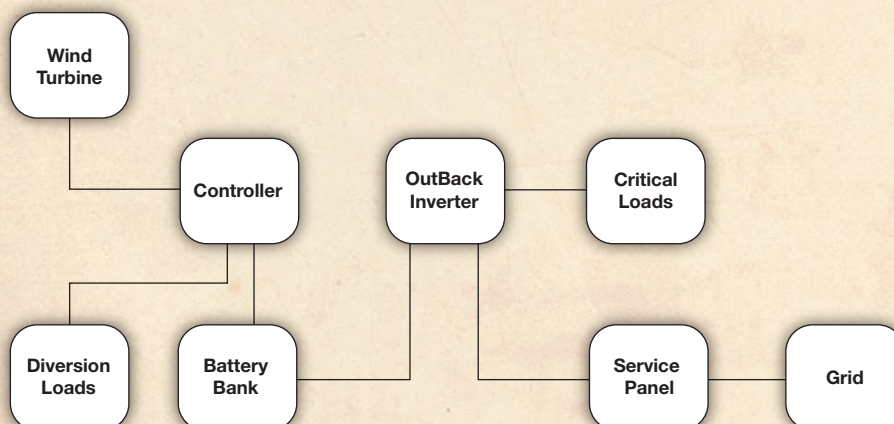 Wind
Turbine
Controller
OutBack
Inverter
Critical
Loads
Diversion
Loads
Battery
Bank
Service
Panel
Grid